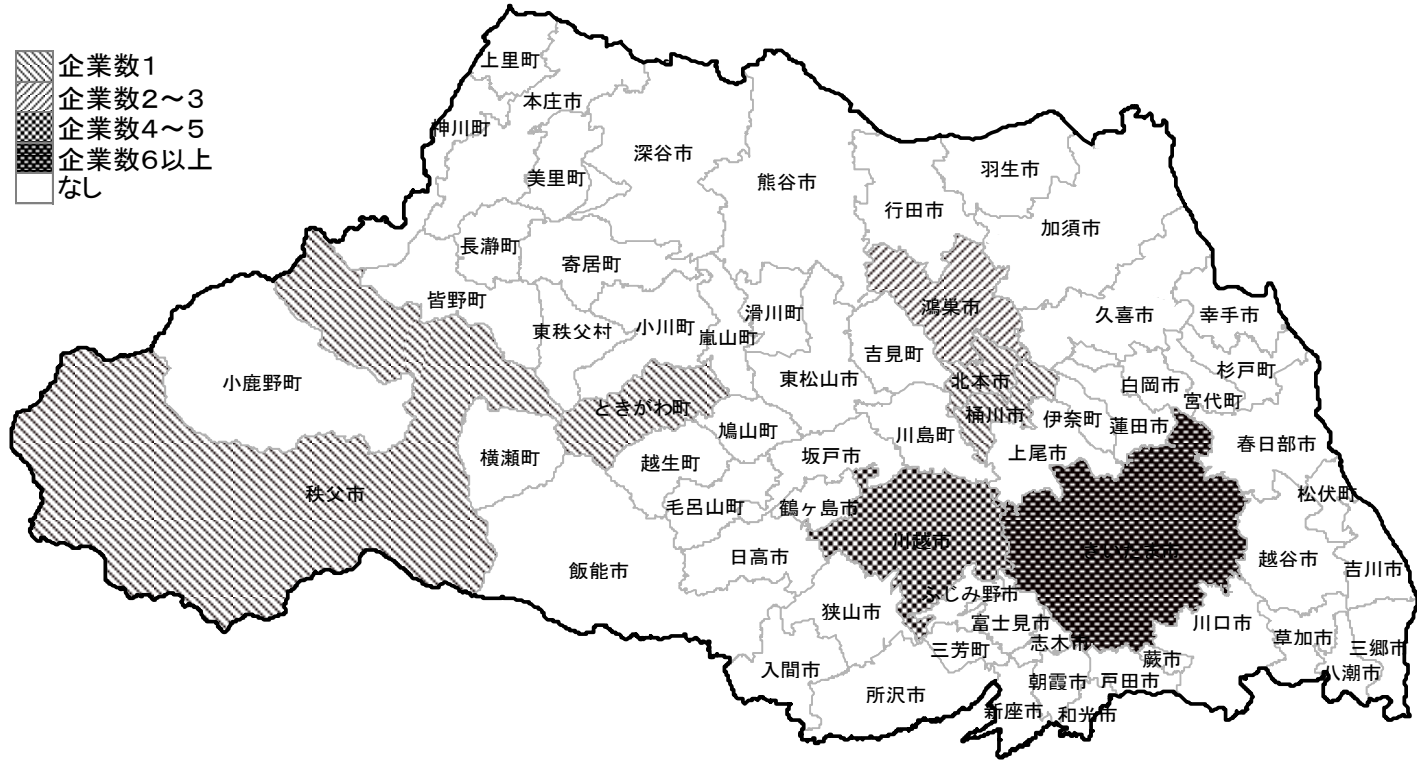 企業数1
企業数2～3
企業数4～5
企業数6以上
なし
上里町
本庄市
神川町
深谷市
美里町
熊谷市
羽生市
行田市
加須市
長瀞町
寄居町
皆野町
東秩父村
小川町
嵐山町
滑川町
鴻巣市
久喜市
幸手市
吉見町
小鹿野町
東松山市
北本市
杉戸町
白岡市
宮代町
ときがわ町
桶川市
伊奈町
蓮田市
鳩山町
川島町
春日部市
横瀬町
越生町
坂戸市
上尾市
秩父市
松伏町
毛呂山町
鶴ヶ島市
川越市
日高市
越谷市
吉川市
飯能市
ふじみ野市
狭山市
富士見市
川口市
草加市
志木市
三芳町
三郷市
蕨市
入間市
八潮市
朝霞市
戸田市
所沢市
新座市
和光市